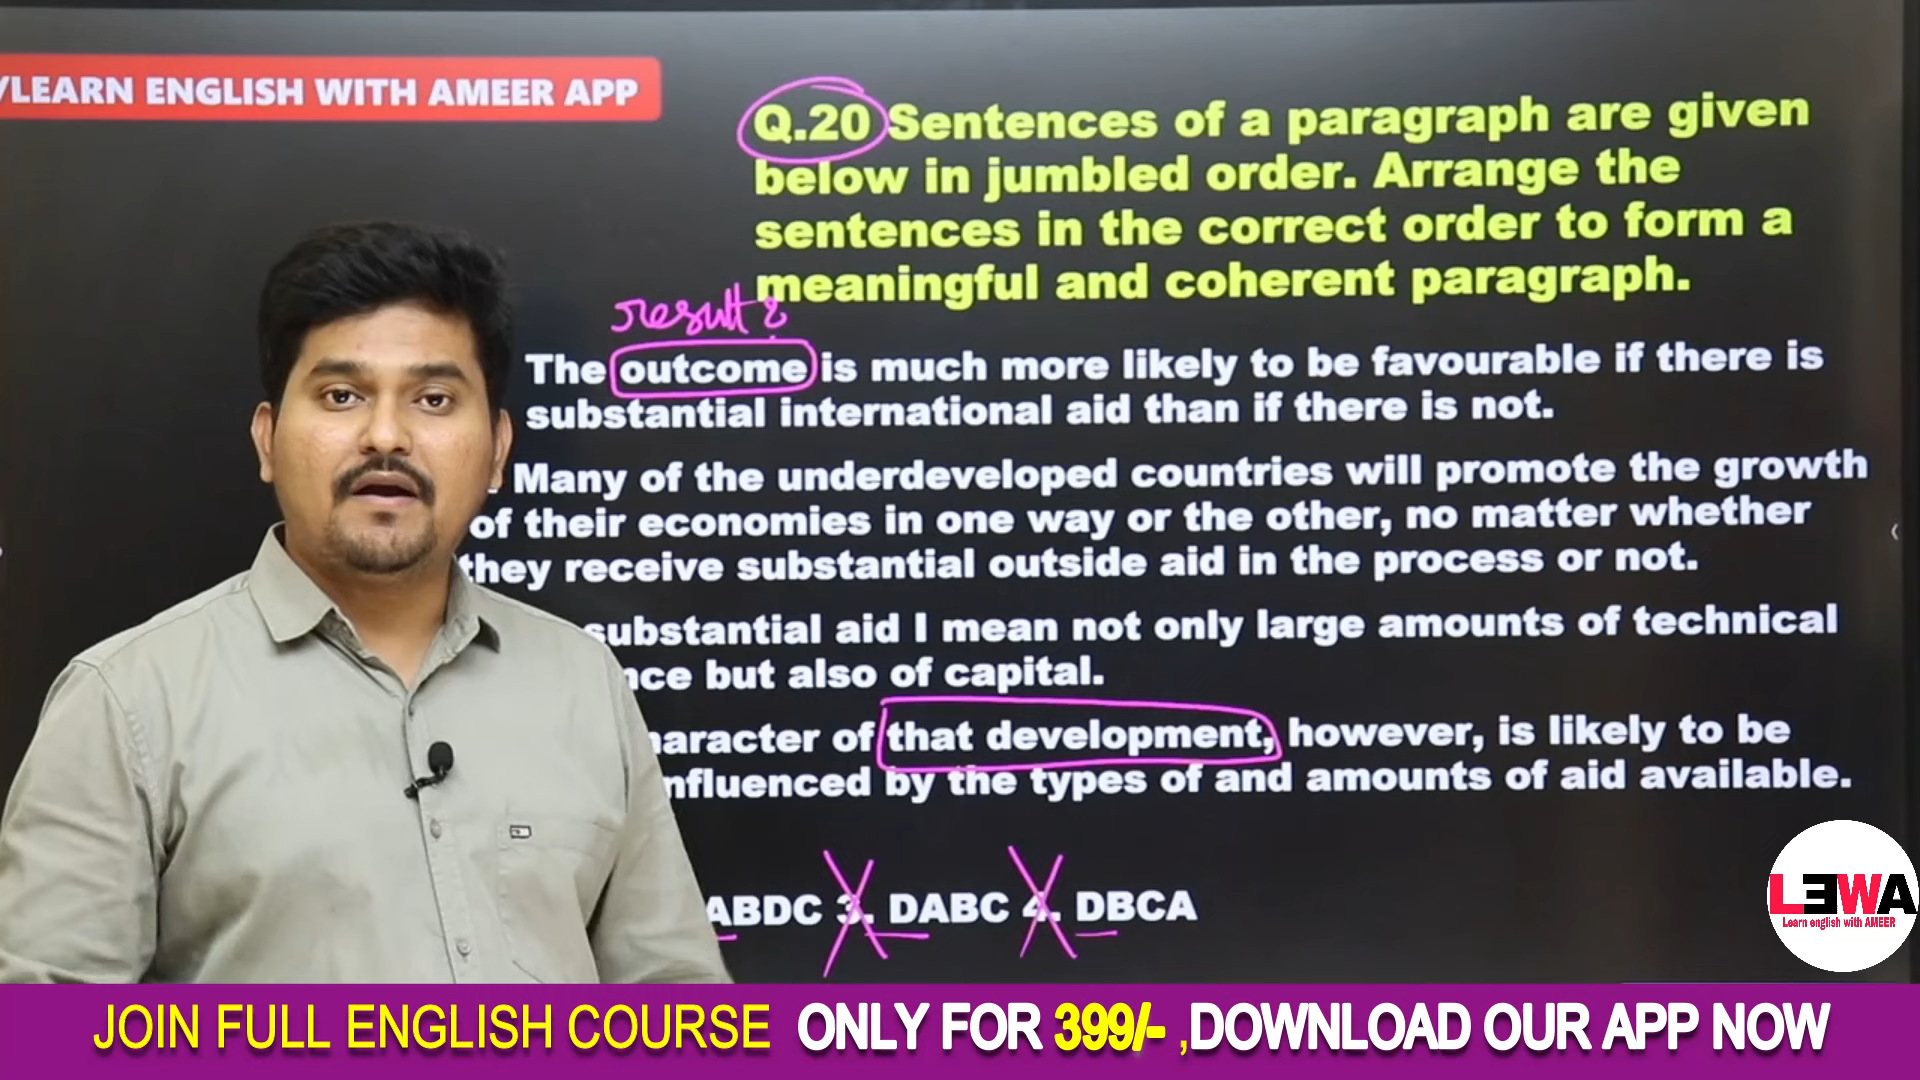 /LEARN ENGLISH WITH AMEER APP
Q.20 Sentences of a paragraph are given
below in jumbled order. Arrange the
sentences in the correct order to form a
meaningful and coherent paragraph.
result
The outcome is much more likely to be favourable if there is
substantial international aid than if there is not.
Many of the underdeveloped countries will promote the growth
of their economies in one way or the other, no matter whether
they receive substantial outside aid in the process or not.
substantial aid I mean not only large amounts of technical
but also of capital.
of that development, however, is likely to be
by the types of and amounts of aid available.
ABDC 3. DABC 4. DBCA
LEWA
Learn english with AMEER
JOIN FULL ENGLISH COURSE ONLY FOR 399/- ,DOWNLOAD OUR APP NOW